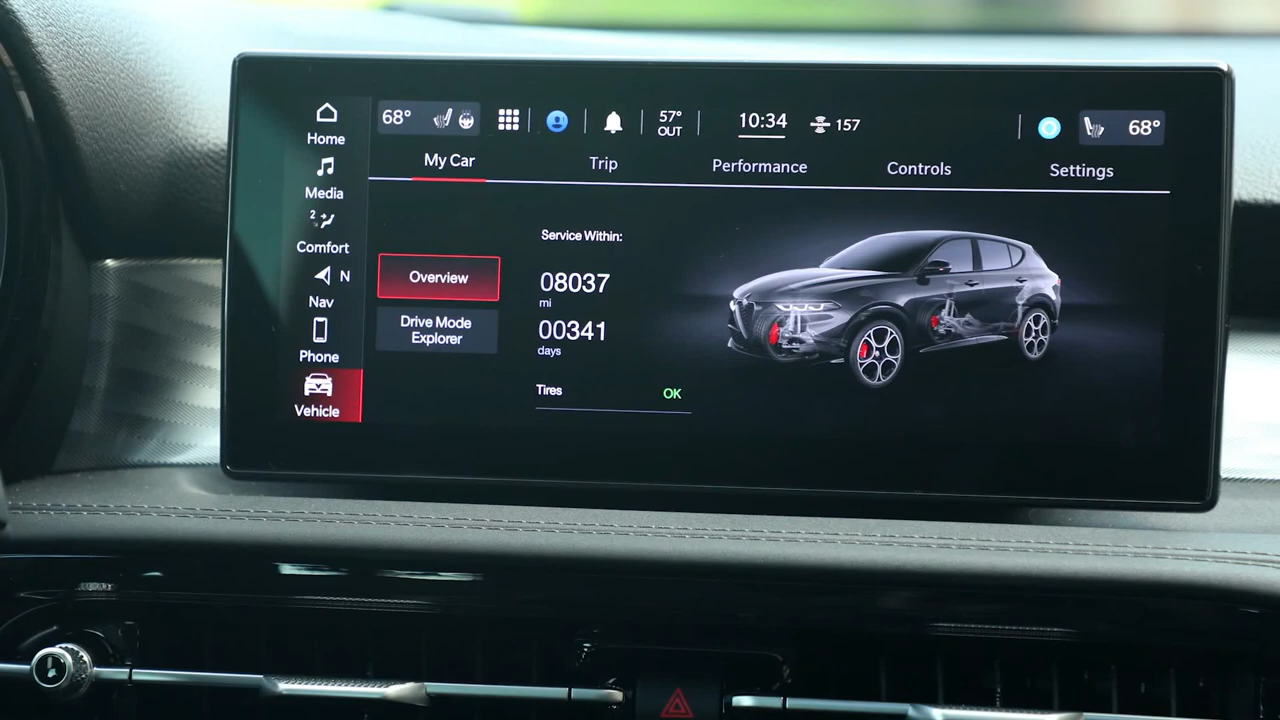 Home
68°
57°
OUT
10:34
157
68°
Media
My Car
Trip
Performance
Controls
Settings
2
Comfort
N
Nav
Phone
Vehicle
Overview
Drive Mode
Explorer
Service Within:
08037
mi
00341
days
Tires
OK